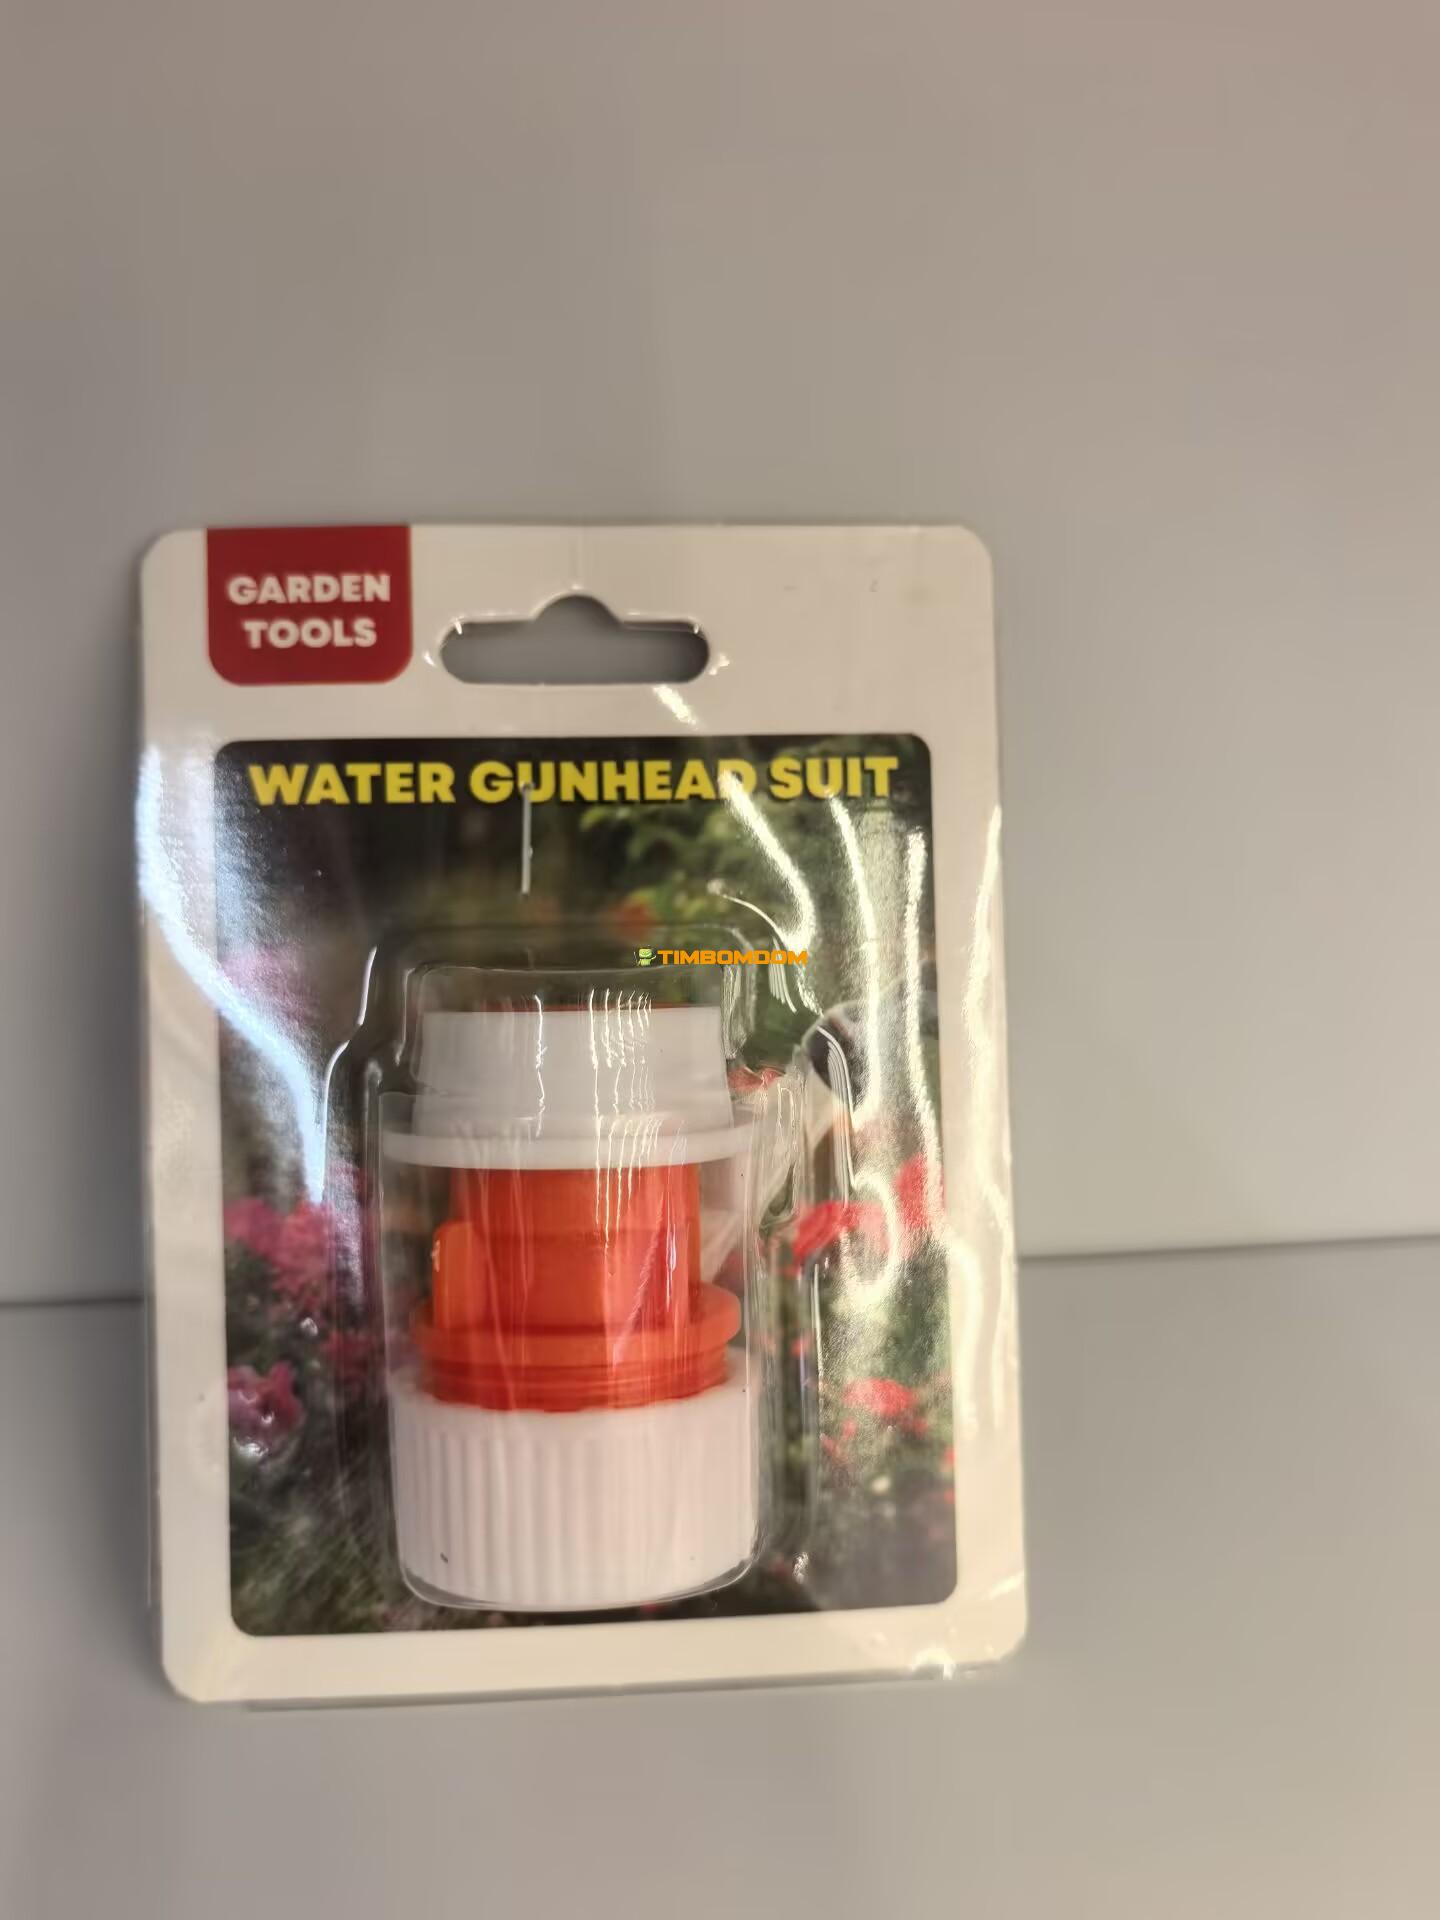 GARDEN
TOOLS
WATER GUNHEAD SUIT
TIMBOMDOM